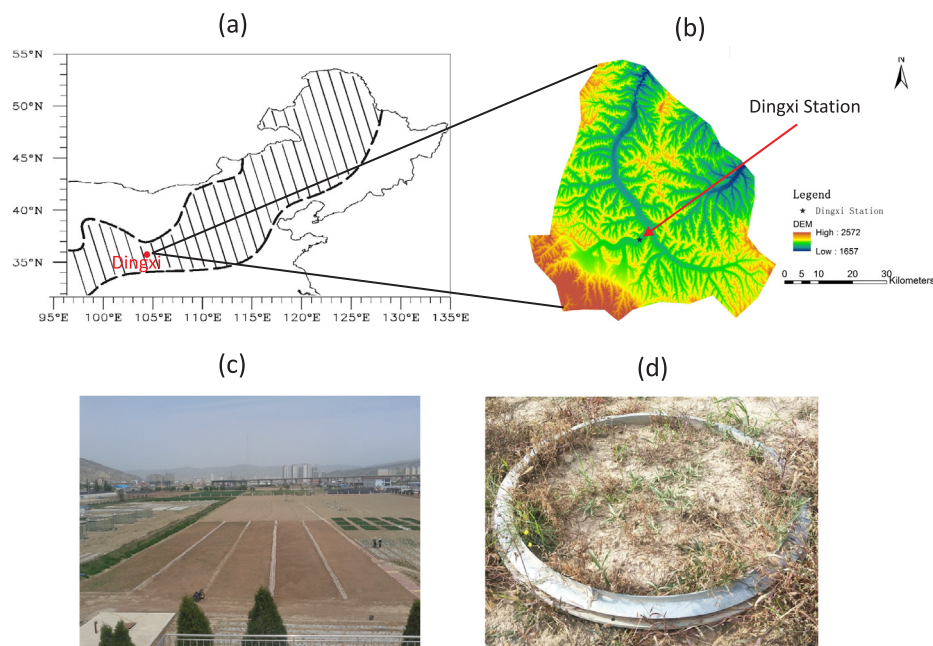 (a)
55°N
50°N
45°N
40°N
35°N
Dingxi
95°E 100°E 105°E 110°E 115°E 120°E 125°E 130°E 135°E
(b)
N
Dingxi Station
Legend
Dingxi Station
DEM
High : 2572
Low : 1657
0 5 10 20 30
Kilometers
(c)
(d)